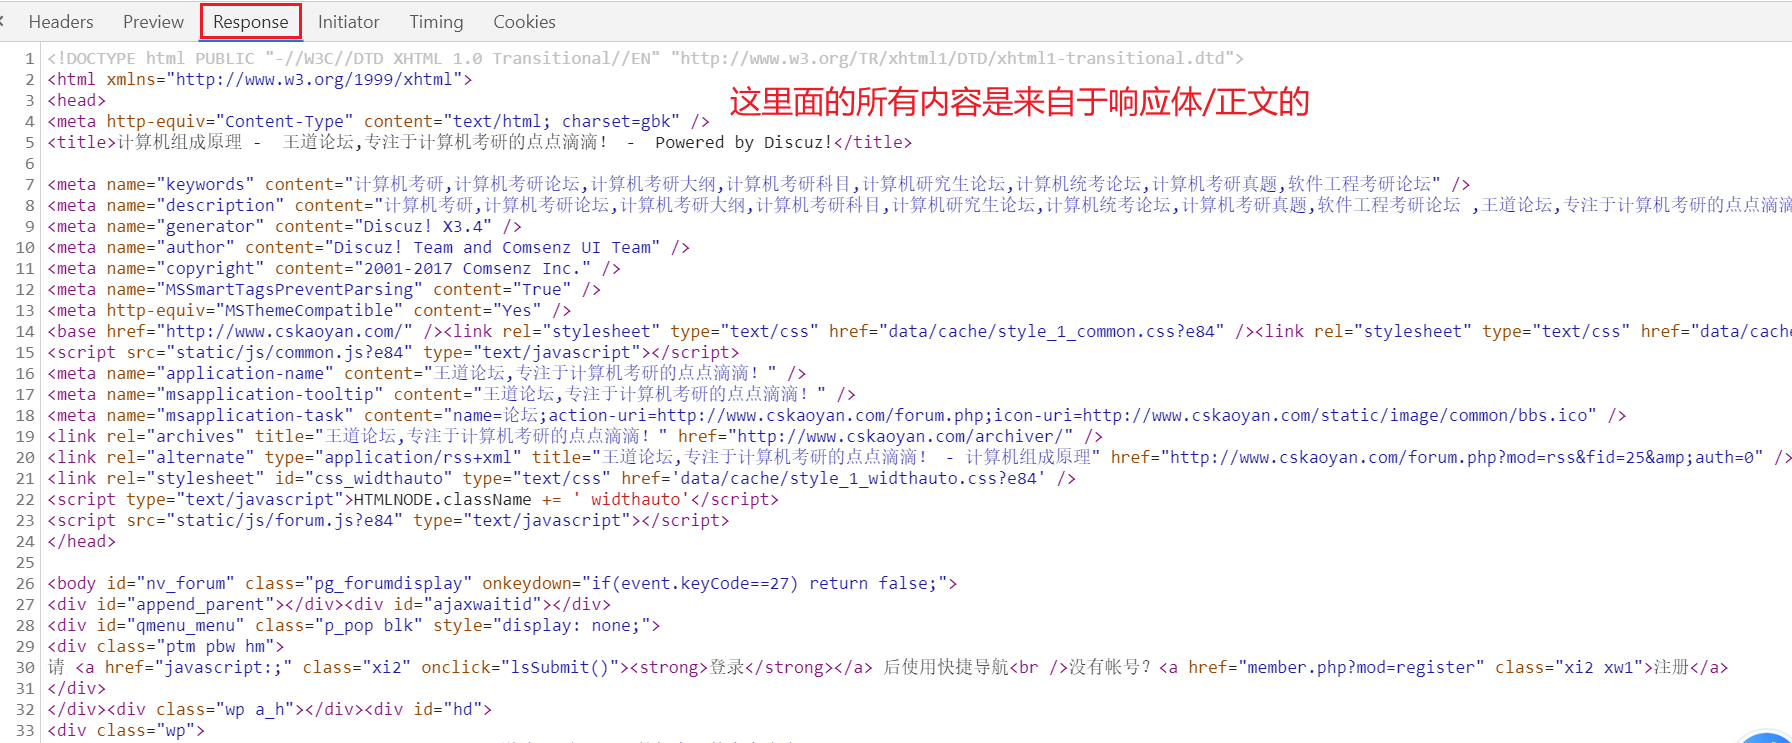 Headers Preview Response Initiator Timing Cookies
1 <!DOCTYPE html PUBLIC "-//W3C//DTD XHTML 1.0 Transitional//EN" "http://www.w3.org/TR/xhtml1/DTD/xhtml1-transitional.dtd">
2 <html xmlns="http://www.w3.org/1999/xhtml">
3 <head>
这里面的所有内容是来自于响应体/正文的
4 <meta http-equiv="Content-Type" content="text/html; charset=gbk" />
5 <title>计算机组成原理 -  王道论坛,专注于计算机考研的点点滴滴! -  Powered by Discuz!</title>
6
7 <meta name="keywords" content="计算机考研,计算机考研论坛,计算机考研大纲,计算机考研科目,计算机研究生论坛,计算机统考论坛,计算机考研真题,软件工程考研论坛" />
8 <meta name="description" content="计算机考研,计算机考研论坛,计算机考研大纲,计算机考研科目,计算机研究生论坛,计算机统考论坛,计算机考研真题,软件工程考研论坛 ,王道论坛,专注于计算机考研的点点滴滴
9 <meta name="generator" content="Discuz! X3.4" />
10 <meta name="author" content="Discuz! Team and Comsenz UI Team" />
11 <meta name="copyright" content="2001-2017 Comsenz Inc." />
12 <meta name="MSSmartTagsPreventParsing" content="True" />
13 <meta http-equiv="MSThemeCompatible" content="Yes" />
14 <base href="http://www.cskaoyan.com/" /><link rel="stylesheet" type="text/css" href="data/cache/style_1_common.css?e84" /><link rel="stylesheet" type="text/css" href="data/cache
15 <script src="static/js/common.js?e84" type="text/javascript"></script>
16 <meta name="application-name" content="王道论坛,专注于计算机考研的点点滴滴!" />
17 <meta name="msapplication-tooltip" content="王道论坛,专注于计算机考研的点点滴滴!" />
18 <meta name="msapplication-task" content="name=论坛;action-uri=http://www.cskaoyan.com/forum.php;icon-uri=http://www.cskaoyan.com/static/image/common/bbs.ico" />
19 <link rel="archives" title="王道论坛,专注于计算机考研的点点滴滴!" href="http://www.cskaoyan.com/archiver/" />
20 <link rel="alternate" type="application/rss+xml" title="王道论坛,专注于计算机考研的点点滴滴! - 计算机组成原理" href="http://www.cskaoyan.com/forum.php?mod=rss&fid=25&amp;auth=0" />
21 <link rel="stylesheet" id="css_widthauto" type="text/css" href='data/cache/style_1_widthauto.css?e84' />
22 <script type="text/javascript">HTMLNODE.className += ' widthauto'</script>
23 <script src="static/js/forum.js?e84" type="text/javascript"></script>
24 </head>
25
26 <body id="nv_forum" class="pg_forumdisplay" onkeydown="if(event.keyCode==27) return false;">
27 <div id="append_parent"></div><div id="ajaxwaitid"></div>
28 <div id="qmenu_menu" class="p_pop blk" style="display: none;">
29 <div class="ptm pbw hm">
30 请 <a href="javascript:;" class="xi2" onclick="lsSubmit()"><strong>登录</strong></a> 后使用快捷导航<br />没有帐号？<a href="member.php?mod=register" class="xi2 xw1">注册</a>
31 </div>
32 </div><div class="wp a_h"></div><div id="hd">
33 <div class="wp">